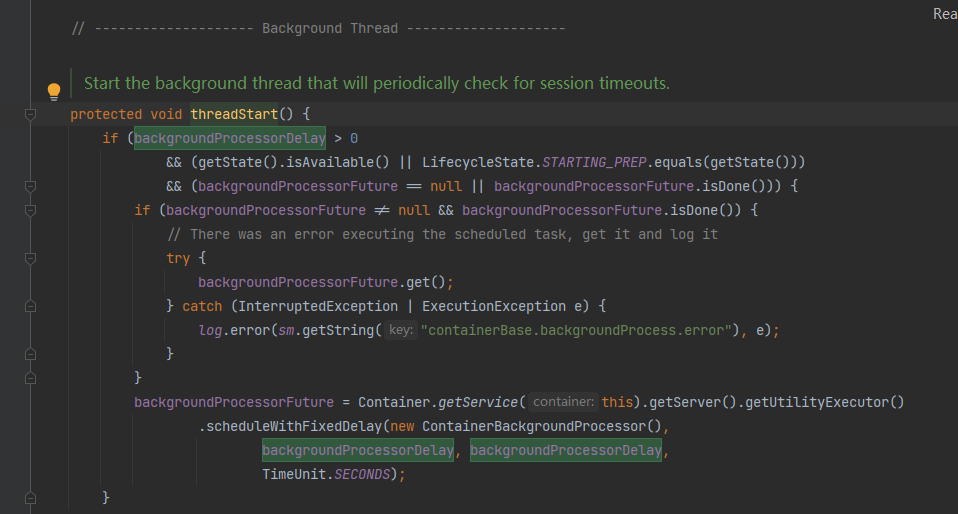 Rea
// -------------------- Background Thread --------------------
Start the background thread that will periodically check for session timeouts.
protected void threadStart() {
if (backgroundProcessorDelay > 0
&& (getState().isAvailable() || LifecycleState.STARTING_PREP.equals(getState()))
&& (backgroundProcessorFuture == null || backgroundProcessorFuture.isDone())) {
if (backgroundProcessorFuture != null && backgroundProcessorFuture.isDone()) {
// There was an error executing the scheduled task, get it and log it
try {
backgroundProcessorFuture.get();
} catch (InterruptedException | ExecutionException e) {
log.error(sm.getString( key: "containerBase.backgroundProcess.error"), e);
}
}
backgroundProcessorFuture = Container.getService( container: this).getServer().getUtilityExecutor()
.scheduleWithFixedDelay(new ContainerBackgroundProcessor(),
backgroundProcessorDelay, backgroundProcessorDelay,
TimeUnit.SECONDS);
}